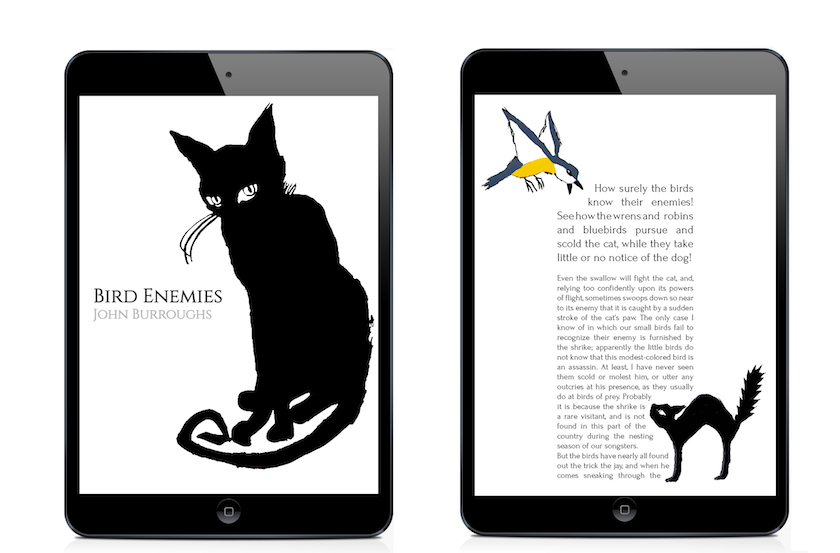 BIRD ENEMIES
JOHN BURROUGHS
How surely the birds
know their enemies!
See how the wrens and robins
and bluebirds pursue and
scold the cat, while they take
little or no notice of the dog!
Even the swallow will fight the cat, and,
relying too confidently upon its powers
of flight, sometimes swoops down so near
to its enemy that it is caught by a sudden
stroke of the cat's paw. The only case I
know of in which our small birds fail to
recognize their enemy is furnished by
the shrike; apparently the little birds do
not know that this modest-colored bird is
an assassin. At least, I have never seen
them scold or molest him, or utter any
outcries at his presence, as they usually
do at birds of prey. Probably
it is because the shrike is
a rare visitant, and is not
found in this part of the
country during the nesting
season of our songsters.
But the birds have nearly all found
out the trick the jay, and when he
comes sneaking through the